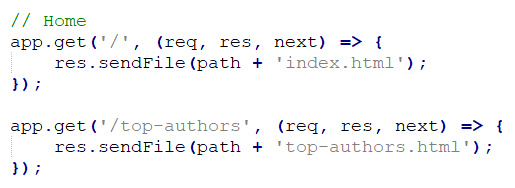 // Home
app.get('/', (req, res, next) => {
    res.sendFile(path + 'index.html');
});

app.get('/top-authors', (req, res, next) => {
    res.sendFile(path + 'top-authors.html');
});